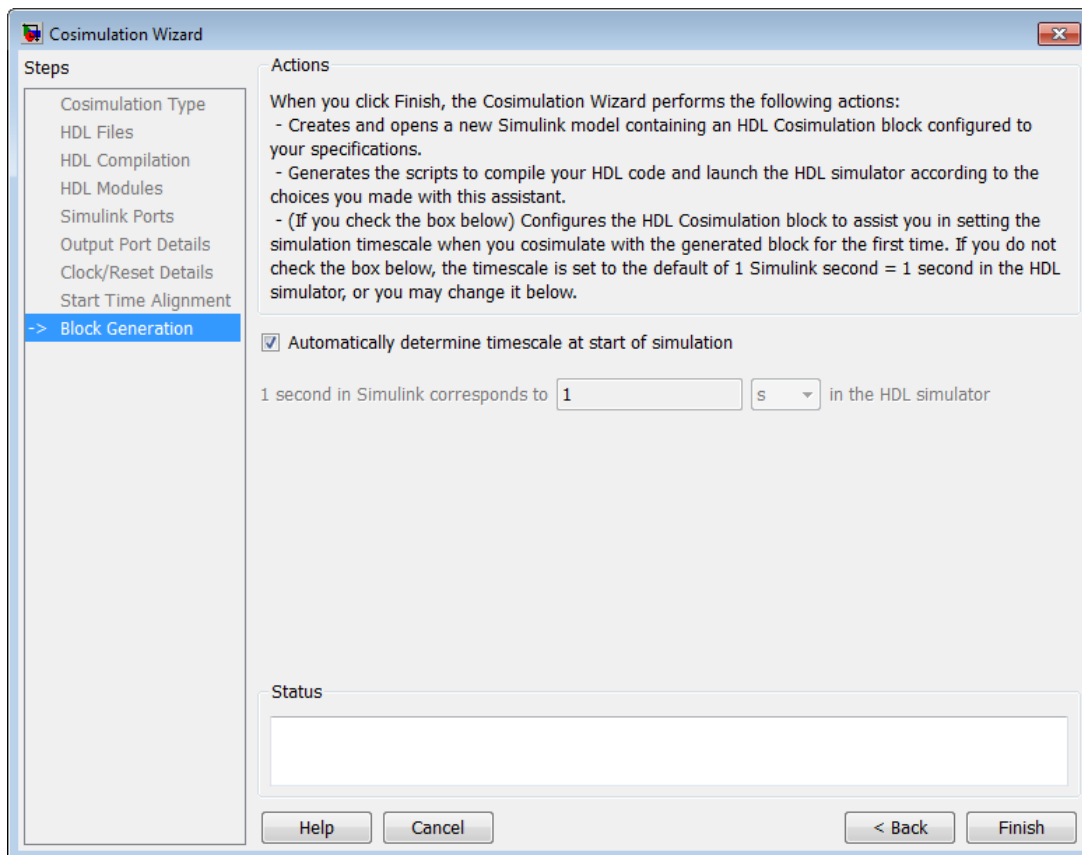 Cosimulation Wizard
Steps
Cosimulation Type
HDL Files
HDL Compilation
HDL Modules
Simulink Ports
Output Port Details
Clock/Reset Details
Start Time Alignment
-> Block Generation
Actions
When you click Finish, the Cosimulation Wizard performs the following actions:
- Creates and opens a new Simulink model containing an HDL Cosimulation block configured to
your specifications.
- Generates the scripts to compile your HDL code and launch the HDL simulator according to the
choices you made with this assistant.
- (If you check the box below) Configures the HDL Cosimulation block to assist you in setting the
simulation timescale when you cosimulate with the generated block for the first time. If you do not
check the box below, the timescale is set to the default of 1 Simulink second = 1 second in the HDL
simulator, or you may change it below.
Automatically determine timescale at start of simulation
1 second in Simulink corresponds to 1 s in the HDL simulator
Status
Help Cancel < Back Finish